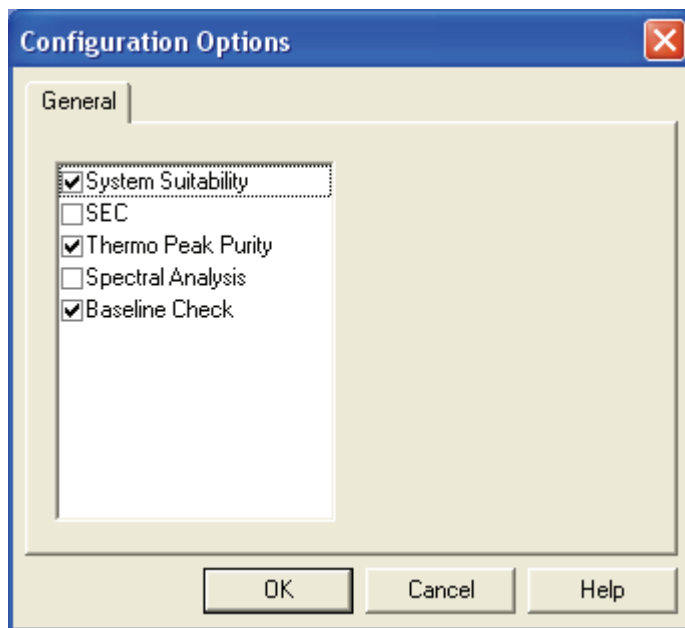 Configuration Options
General
System Suitability
SEC
Thermo Peak Purity
Spectral Analysis
Baseline Check
OK Cancel Help